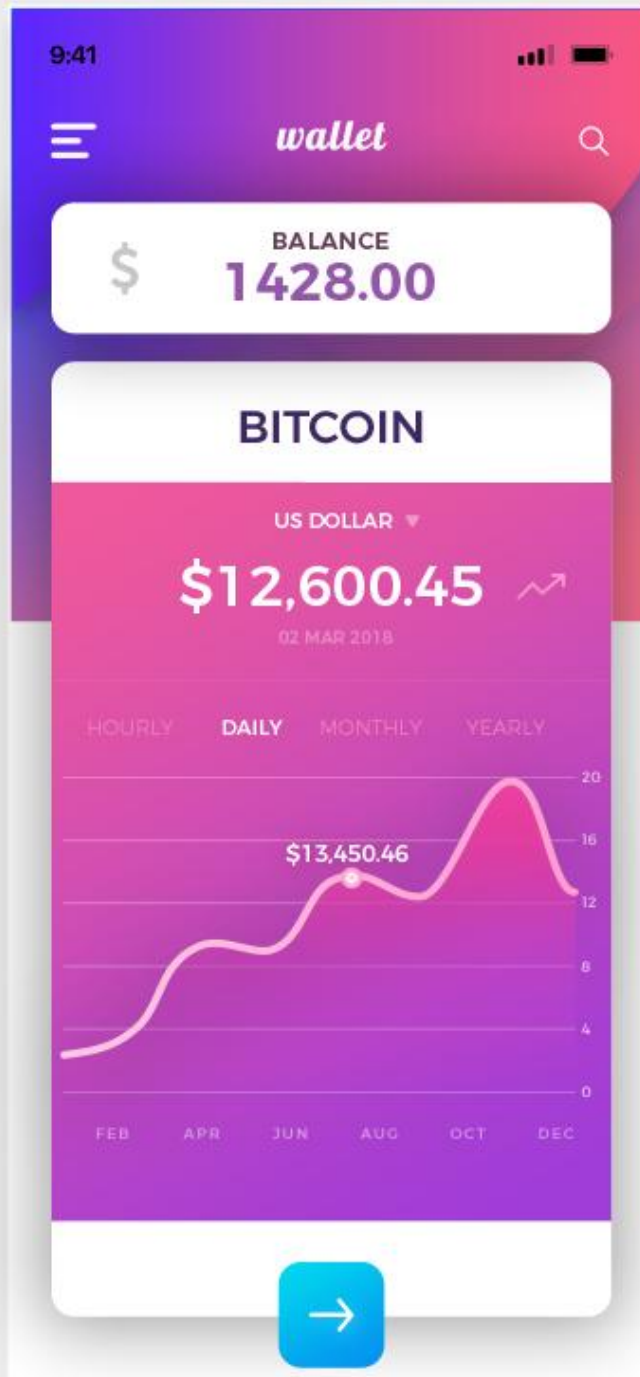 9:41
wallet
BALANCE
$ 1428.00
BITCOIN
US DOLLAR
$12,600.45
02 MAR 2018
HOURLY DAILY MONTHLY YEARLY
20
16
$13,450.46
12
8
4
0
FEB APR JUN AUG OCT DEC